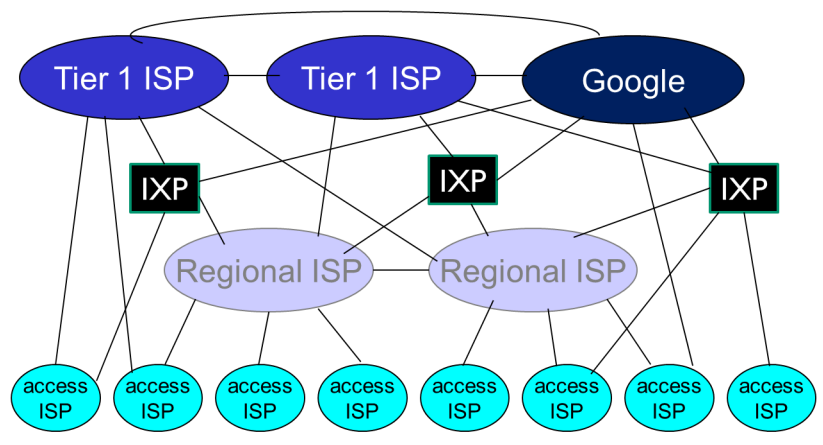 Tier 1 ISP
Tier 1 ISP
Google
IXP
IXP
IXP
Regional ISP
Regional ISP
access
ISP
access
ISP
access
ISP
access
ISP
access
ISP
access
ISP
access
ISP
access
ISP